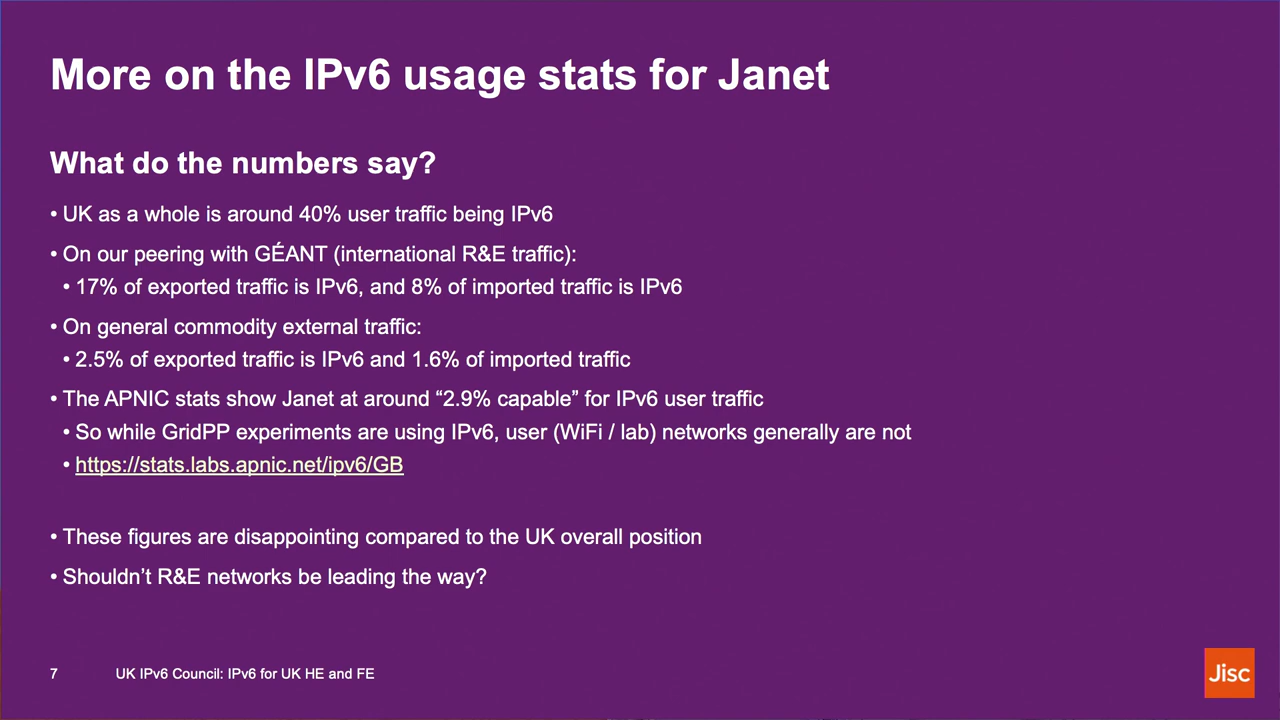 More on the IPv6 usage stats for Janet
What do the numbers say?
• UK as a whole is around 40% user traffic being IPv6
• On our peering with GÉANT (international R&E traffic):
• 17% of exported traffic is IPv6, and 8% of imported traffic is IPv6
• On general commodity external traffic:
• 2.5% of exported traffic is IPv6 and 1.6% of imported traffic
• The APNIC stats show Janet at around “2.9% capable” for IPv6 user traffic
• So while GridPP experiments are using IPv6, user (WiFi / lab) networks generally are not
• https://stats.labs.apnic.net/ipv6/GB
• These figures are disappointing compared to the UK overall position
• Shouldn’t R&E networks be leading the way?
7 UK IPv6 Council: IPv6 for UK HE and FE
Jisc